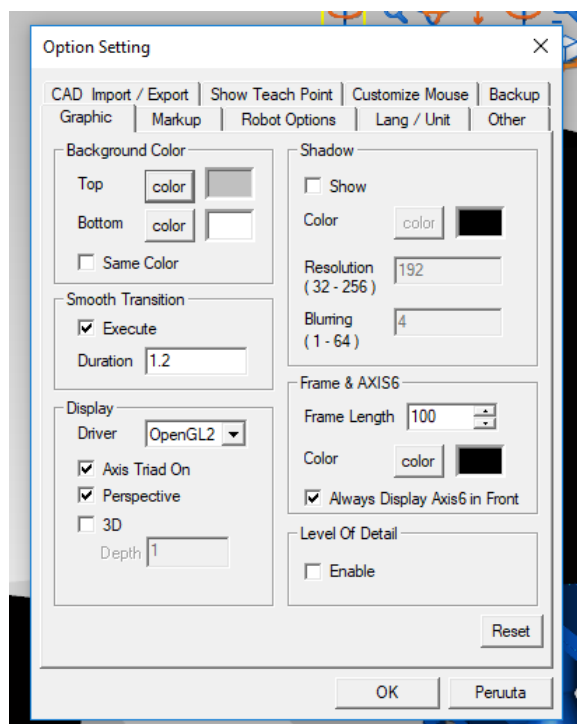 Option Setting
CAD Import / Export
Show Teach Point
Customize Mouse
Backup
Graphic
Markup
Robot Options
Lang / Unit
Other
Background Color
Top
color
Bottom
color
Same Color
Smooth Transition
Execute
Duration
1.2
Display
Driver
OpenGL2
Axis Triad On
Perspective
3D
Depth
1
Shadow
Show
Color
color
Resolution
( 32 - 256 )
192
Blurring
( 1 - 64 )
4
Frame & AXIS6
Frame Length
100
Color
color
Always Display Axis6 in Front
Level Of Detail
Enable
Reset
OK
Peruuta